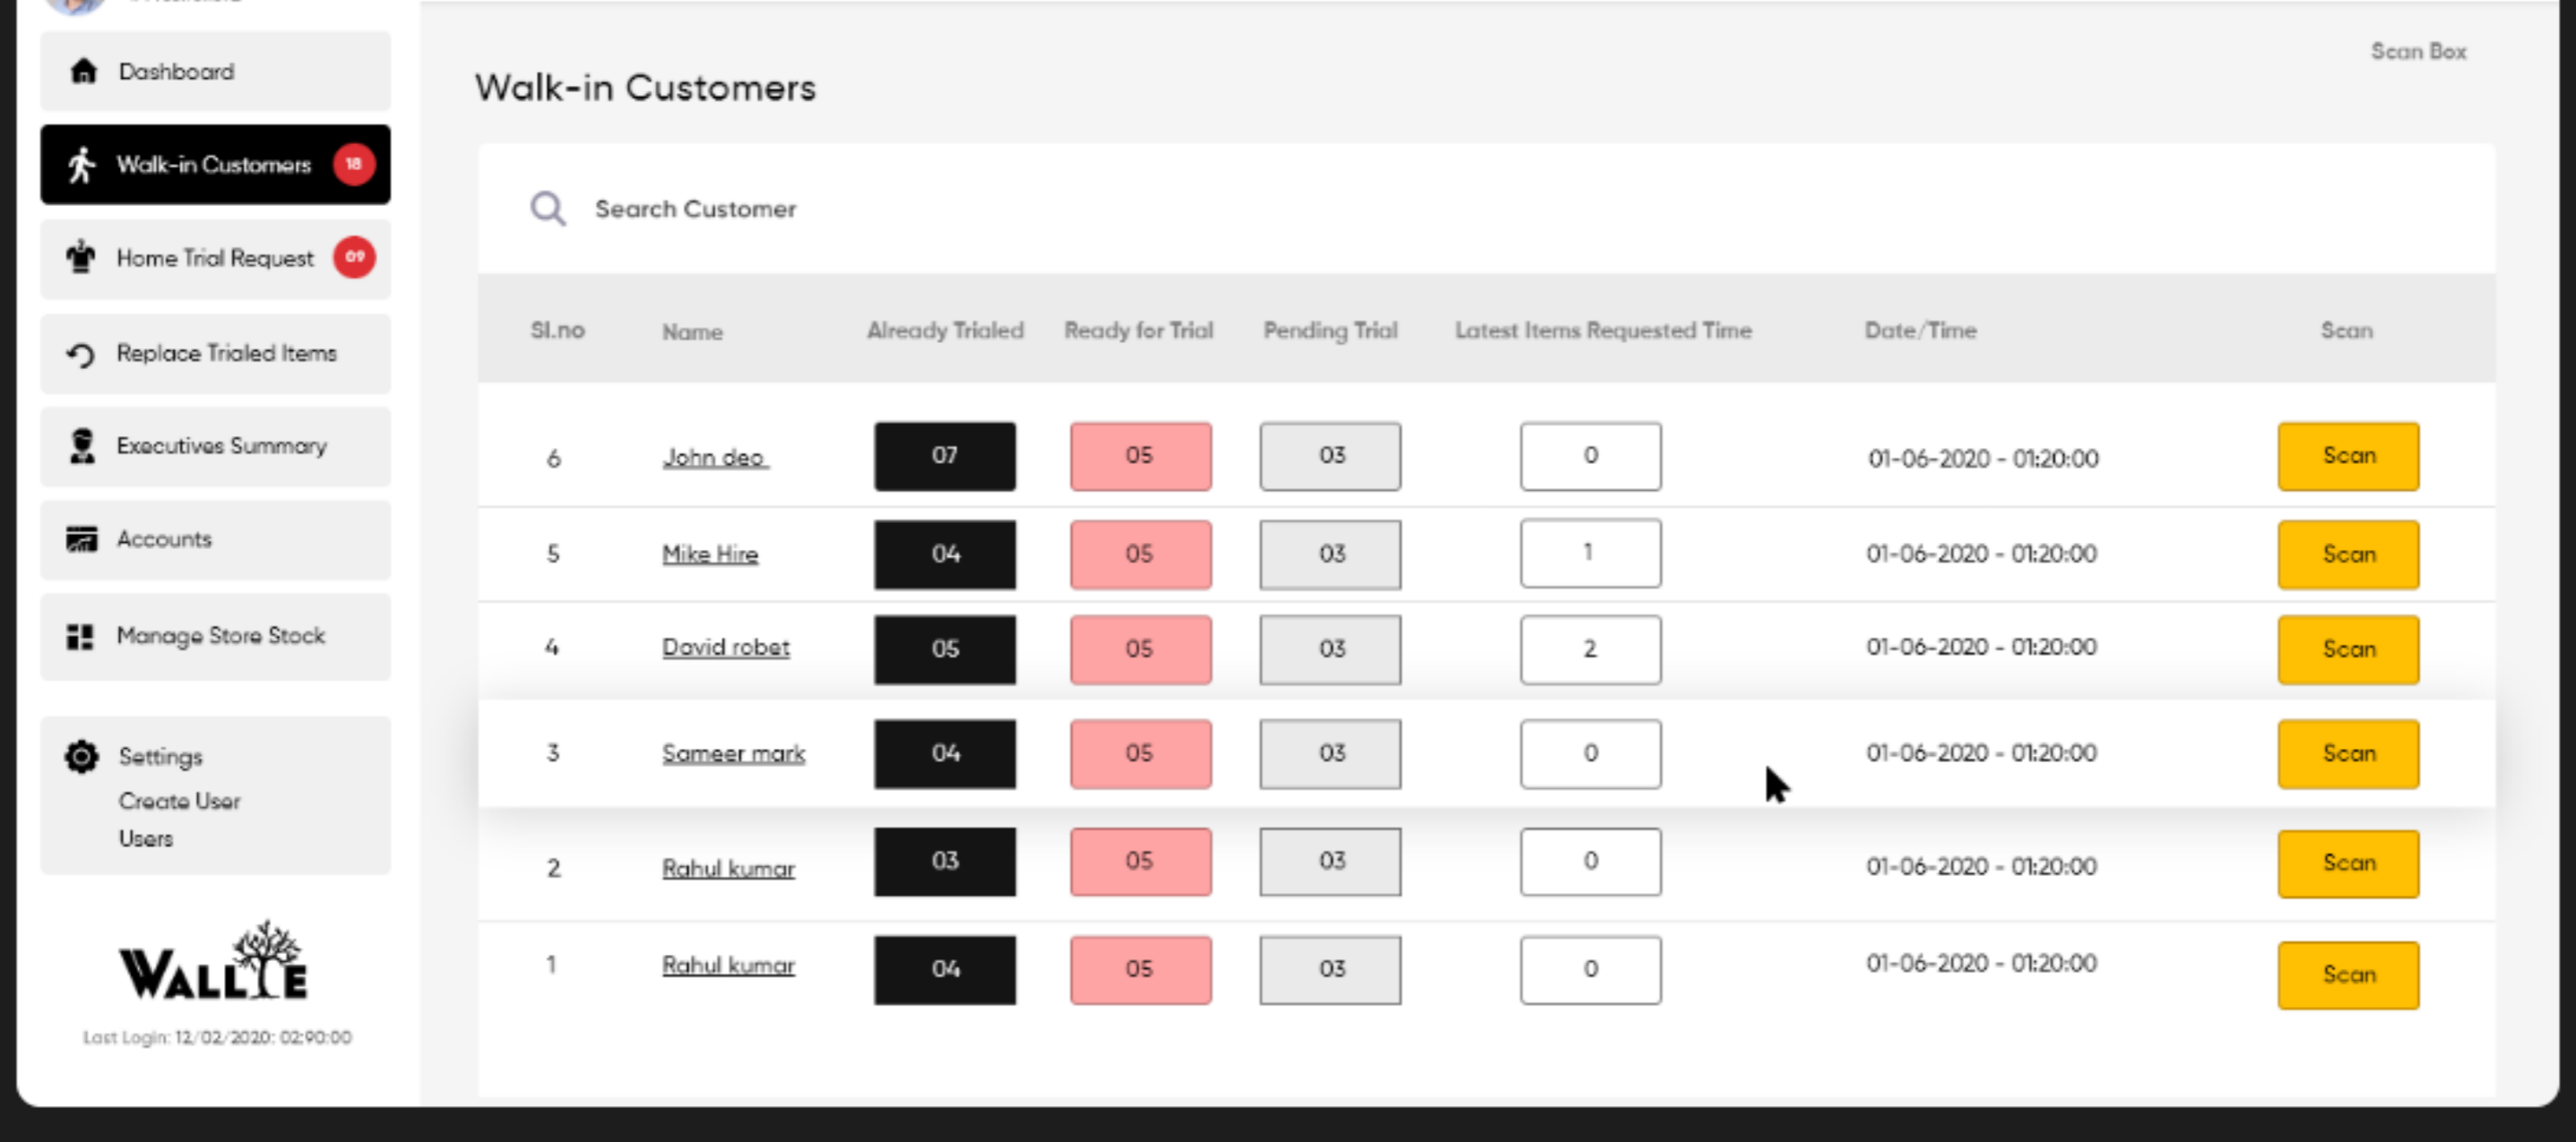 Dashboard
Walk-in Customers 18
Home Trial Request 09
Replace Trialed Items
Executives Summary
Accounts
Manage Store Stock
Settings
Create User
Users
WALLIE
Last Login: 12/02/2020: 02:90:00
Scan Box
Walk-in Customers
Search Customer
Sl.no Name Already Trialed Ready for Trial Pending Trial Latest Items Requested Time Date/Time Scan
6 John deo 07 05 03 0 01-06-2020 - 01:20:00 Scan
5 Mike Hire 04 05 03 1 01-06-2020 - 01:20:00 Scan
4 David robet 05 05 03 2 01-06-2020 - 01:20:00 Scan
3 Sameer mark 04 05 03 0 01-06-2020 - 01:20:00 Scan
2 Rahul kumar 03 05 03 0 01-06-2020 - 01:20:00 Scan
1 Rahul kumar 04 05 03 0 01-06-2020 - 01:20:00 Scan